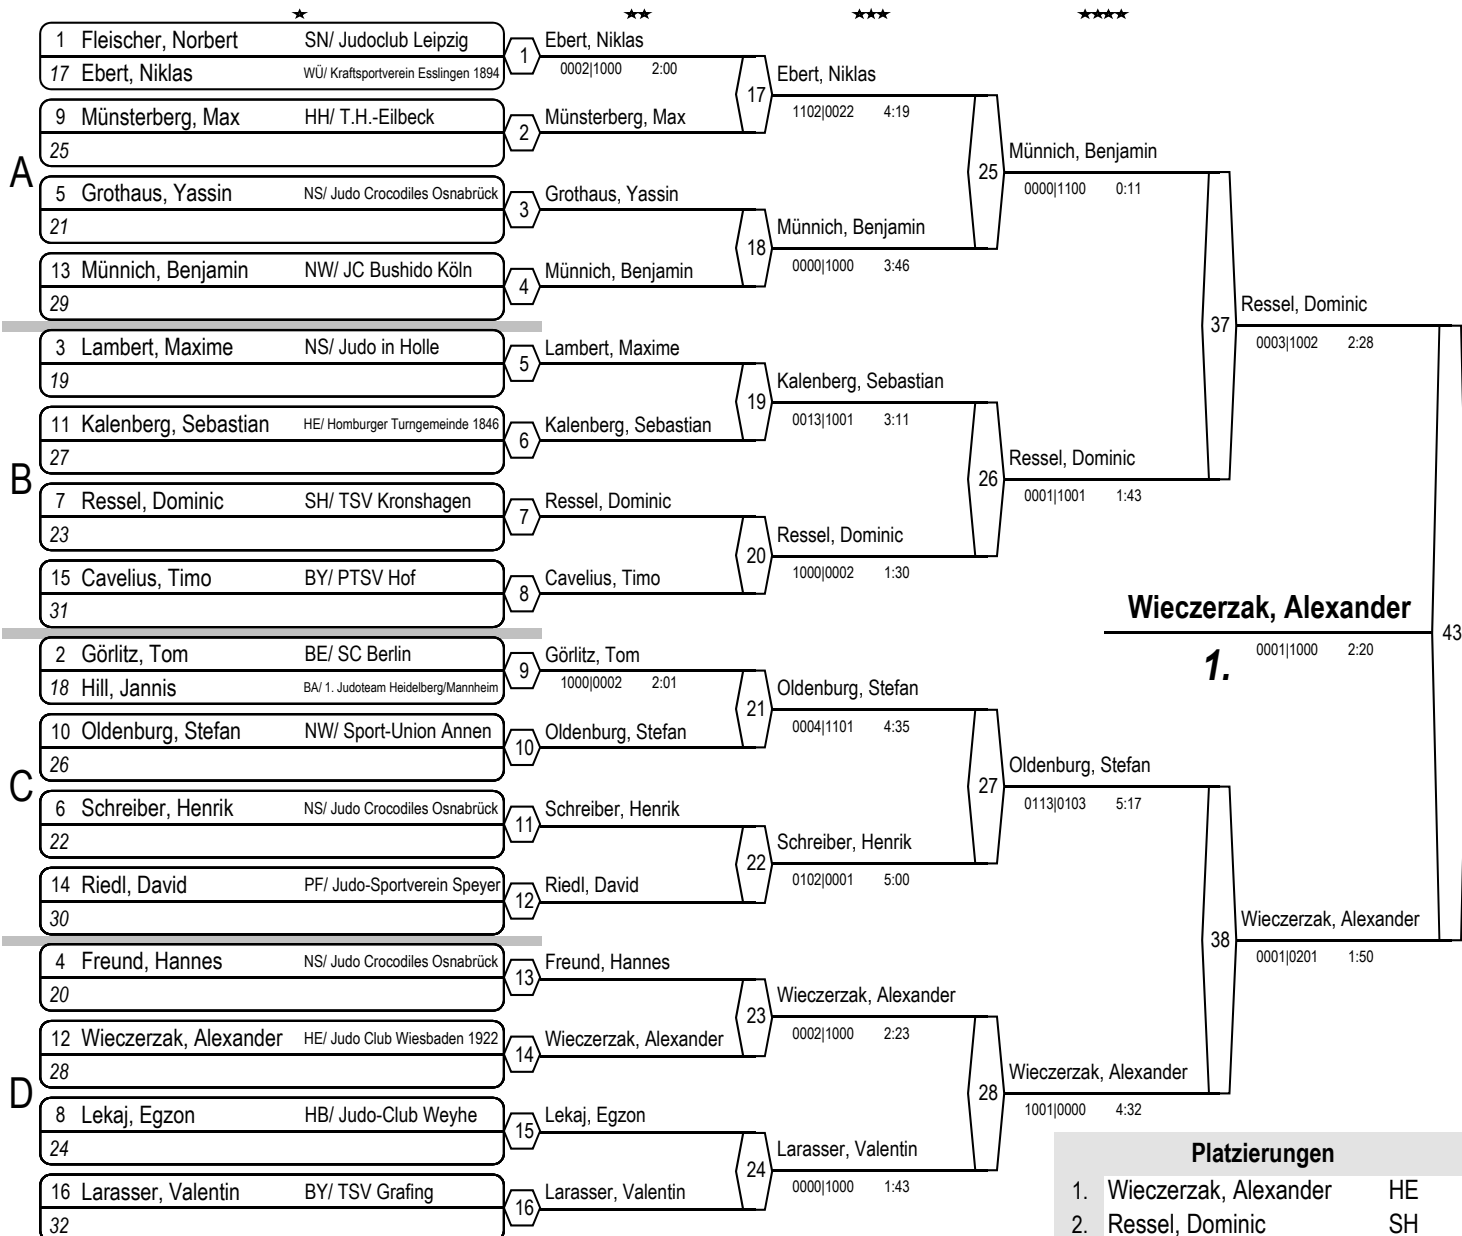 ★ ★★ ★★★ ★★★★
1 Fleischer, Norbert SN/ Judoclub Leipzig
17 Ebert, Niklas WÜ/ Kraftsportverein Esslingen 1894
1 Ebert, Niklas
0002|1000 2:00
9 Münsterberg, Max HH/ T.H.-Eilbeck
25
2 Münsterberg, Max
17 Ebert, Niklas
1102|0022 4:19
A
5 Grothaus, Yassin NS/ Judo Crocodiles Osnabrück
21
3 Grothaus, Yassin
13 Münnich, Benjamin NW/ JC Bushido Köln
29
4 Münnich, Benjamin
18 Münnich, Benjamin
0000|1000 3:46
25 Münnich, Benjamin
0000|1100 0:11
3 Lambert, Maxime NS/ Judo in Holle
19
5 Lambert, Maxime
11 Kalenberg, Sebastian HE/ Homburger Turngemeinde 1846
27
6 Kalenberg, Sebastian
19 Kalenberg, Sebastian
0013|1001 3:11
B
7 Ressel, Dominic SH/ TSV Kronshagen
23
7 Ressel, Dominic
15 Cavelius, Timo BY/ PTSV Hof
31
8 Cavelius, Timo
20 Ressel, Dominic
1000|0002 1:30
26 Ressel, Dominic
0001|1001 1:43
37 Ressel, Dominic
0003|1002 2:28
Wieczerzak, Alexander
1. 0001|1000 2:20
43
2 Görlitz, Tom BE/ SC Berlin
18 Hill, Jannis BA/ 1. Judoteam Heidelberg/Mannheim
9 Görlitz, Tom
1000|0002 2:01
10 Oldenburg, Stefan NW/ Sport-Union Annen
26
10 Oldenburg, Stefan
21 Oldenburg, Stefan
0004|1101 4:35
C
6 Schreiber, Henrik NS/ Judo Crocodiles Osnabrück
22
11 Schreiber, Henrik
14 Riedl, David PF/ Judo-Sportverein Speyer
30
12 Riedl, David
22 Schreiber, Henrik
0102|0001 5:00
27 Oldenburg, Stefan
0113|0103 5:17
4 Freund, Hannes NS/ Judo Crocodiles Osnabrück
20
13 Freund, Hannes
12 Wieczerzak, Alexander HE/ Judo Club Wiesbaden 1922
28
14 Wieczerzak, Alexander
23 Wieczerzak, Alexander
0002|1000 2:23
D
8 Lekaj, Egzon HB/ Judo-Club Weyhe
24
15 Lekaj, Egzon
16 Larasser, Valentin BY/ TSV Grafing
32
16 Larasser, Valentin
24 Larasser, Valentin
0000|1000 1:43
28 Wieczerzak, Alexander
1001|0000 4:32
38 Wieczerzak, Alexander
0001|0201 1:50
Platzierungen
1. Wieczerzak, Alexander HE
2. Ressel, Dominic SH